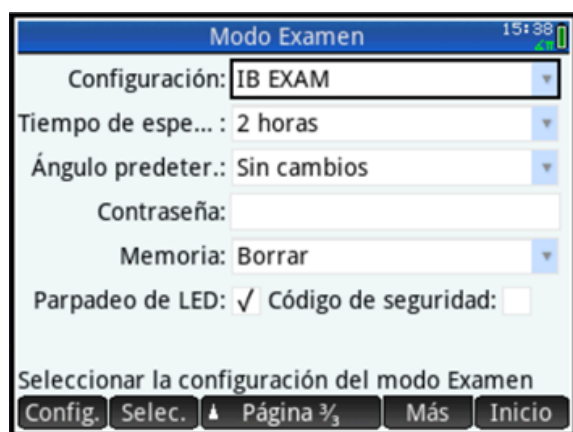 Modo Examen 15:38
∡π
Configuración: IB EXAM
Tiempo de espe... : 2 horas
Ángulo predeter.: Sin cambios
Contraseña:
Memoria: Borrar
Parpadeo de LED: √ Código de seguridad:
Seleccionar la configuración del modo Examen
Config. Selec. Página ³⁄₃ Más Inicio